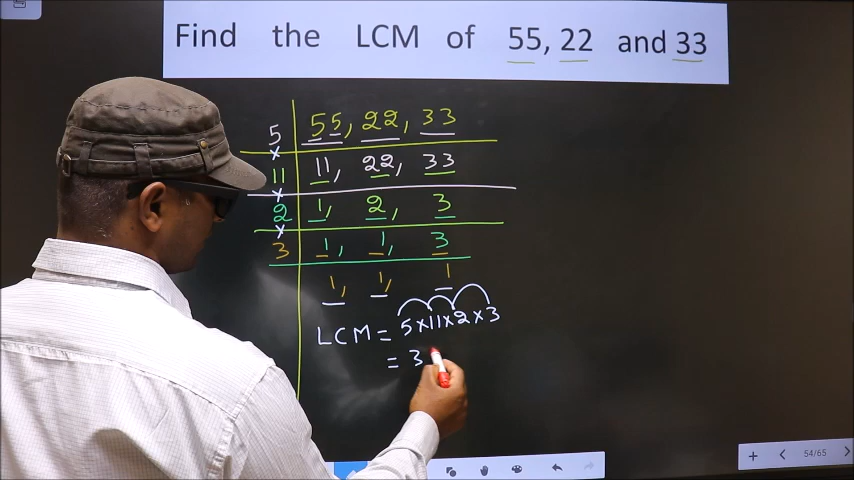 Find the LCM of 55, 22 and 33
5 55, 22, 33
×
11 11, 22, 33
×
2 1, 2, 3
×
3 1, 1, 3
1, 1, 1
LCM = 5×11×2×3
= 3
54/65